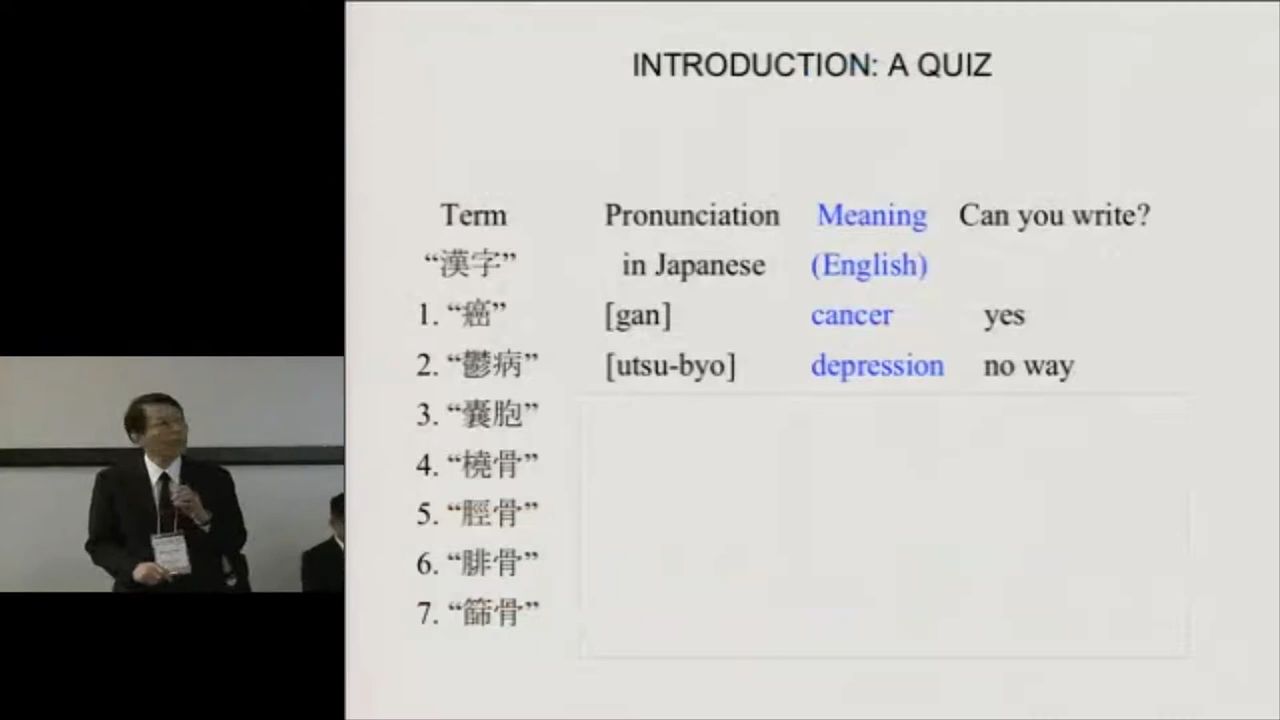 INTRODUCTION: A QUIZ
Term Pronunciation Meaning Can you write?
“漢字” in Japanese (English)
1. “癌” [gan] cancer yes
2. “鬱病” [utsu-byo] depression no way
3. “嚢胞”
4. “橈骨”
5. “脛骨”
6. “腓骨”
7. “篩骨”